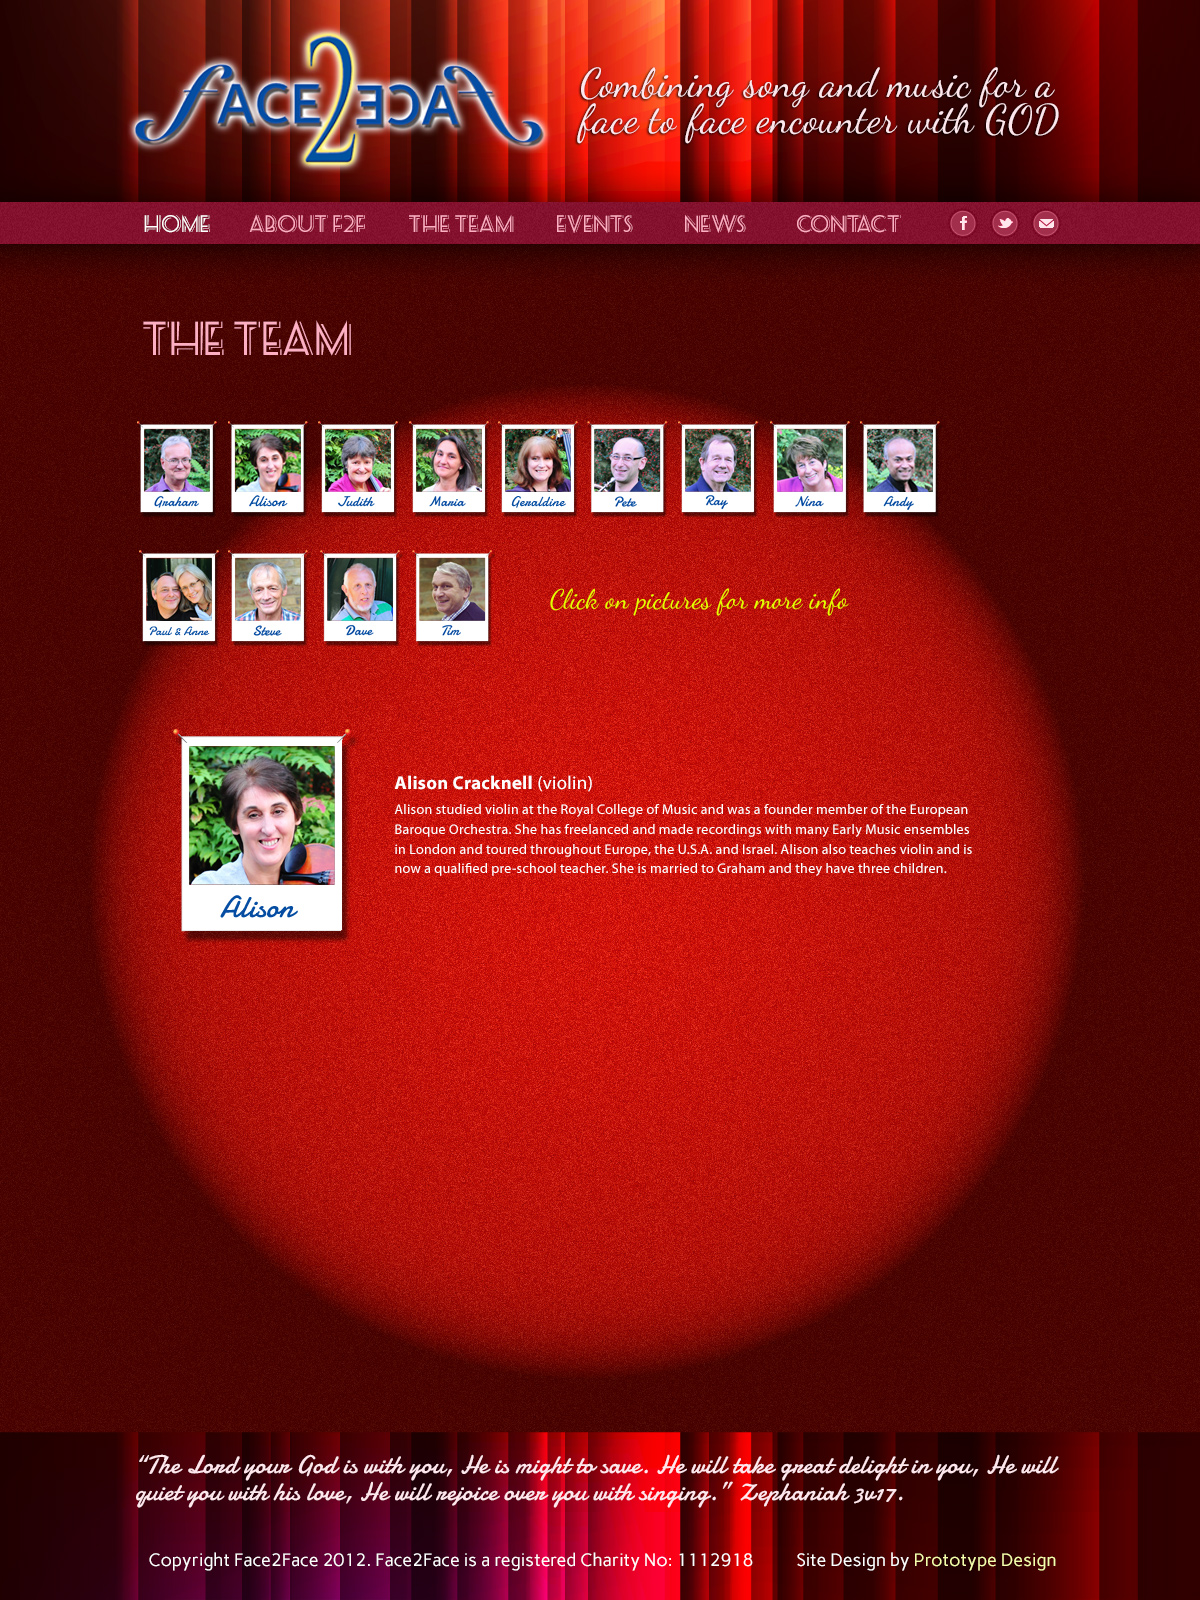 FACE2FACE
Combining song and music for a
face to face encounter with GOD
HOME ABOUT F2F THE TEAM EVENTS NEWS CONTACT
THE TEAM
Graham Alison Judith Maria Geraldine Pete Ray Nina Andy
Paul & Anne Steve Dave Tim
Click on pictures for more info
Alison
Alison Cracknell (violin)
Alison studied violin at the Royal College of Music and was a founder member of the European
Baroque Orchestra. She has freelanced and made recordings with many Early Music ensembles
in London and toured throughout Europe, the U.S.A. and Israel. Alison also teaches violin and is
now a qualified pre-school teacher. She is married to Graham and they have three children.
“The Lord your God is with you, He is might to save. He will take great delight in you, He will
quiet you with his love, He will rejoice over you with singing.” Zephaniah 3v17.
Copyright Face2Face 2012. Face2Face is a registered Charity No: 1112918 Site Design by Prototype Design